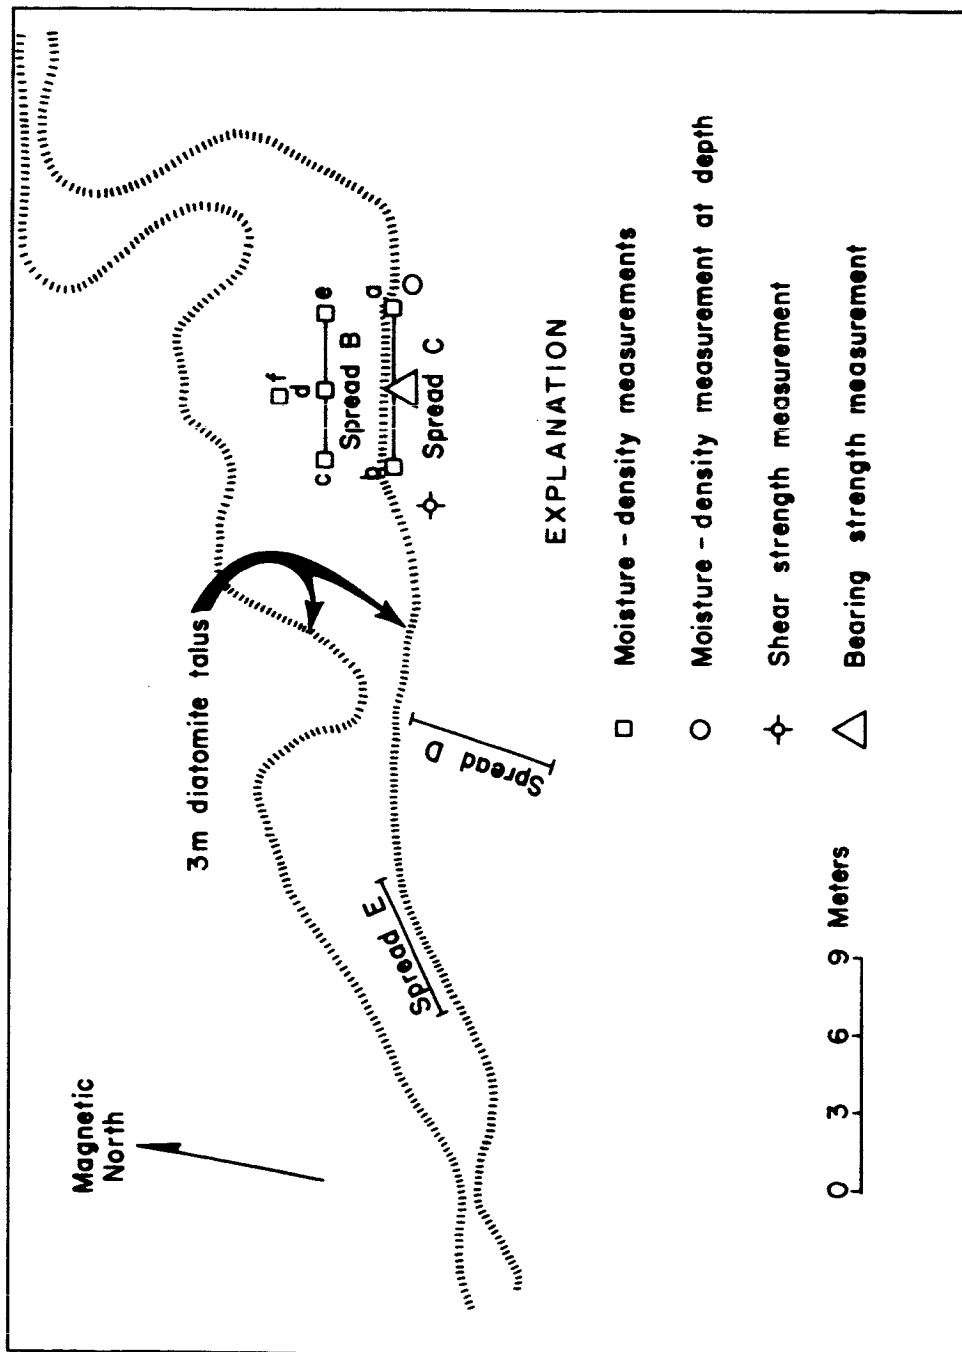 Magnetic
North
3m diatomite talus
Spread E
Spread D
c
d
f
e
Spread B
b
a
Spread C
EXPLANATION
Moisture - density measurements
Moisture - density measurement at depth
Shear strength measurement
Bearing strength measurement
0 3 6 9 Meters